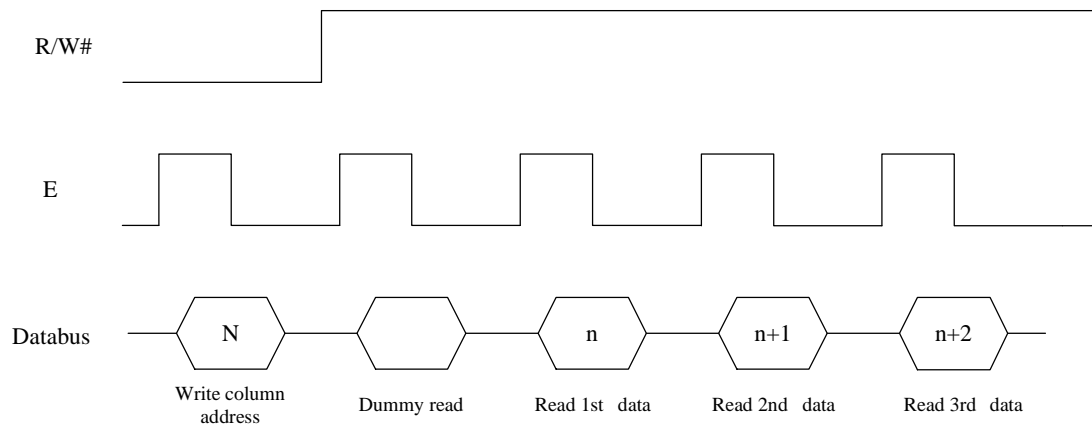 R/W#
E
Databus
N
n
n+1
n+2
Write column
address
Dummy read
Read 1st data
Read 2nd data
Read 3rd data